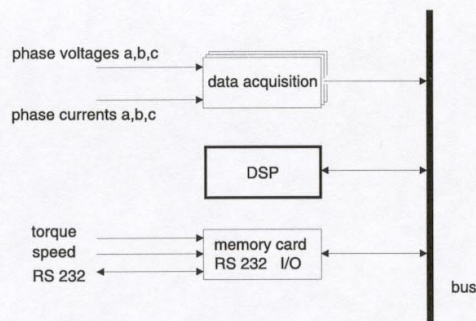 phase voltages a,b,c
data acquisition
phase currents a,b,c
DSP
torque
speed
RS 232
memory card
RS 232 I/O
bus